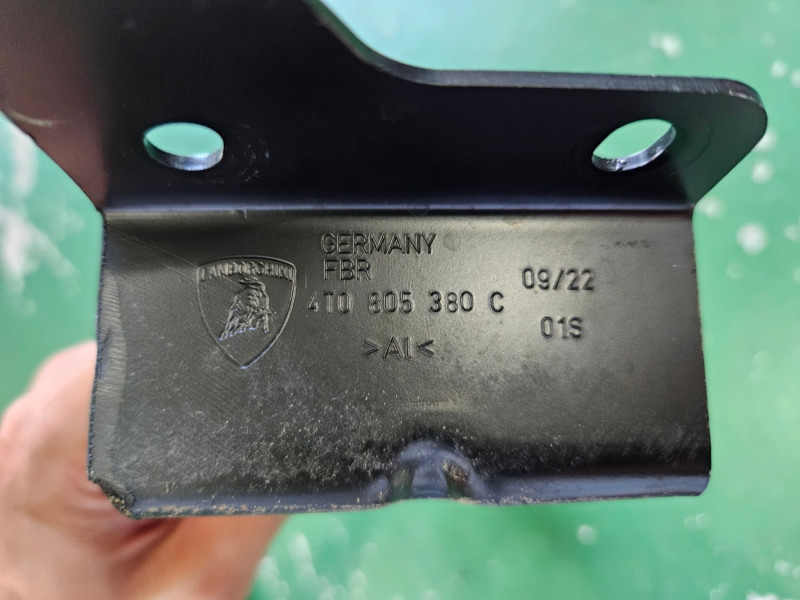 LAMBORGHINI
GERMANY
FBR
4T0 805 380 C
09/22
01S
>AL<